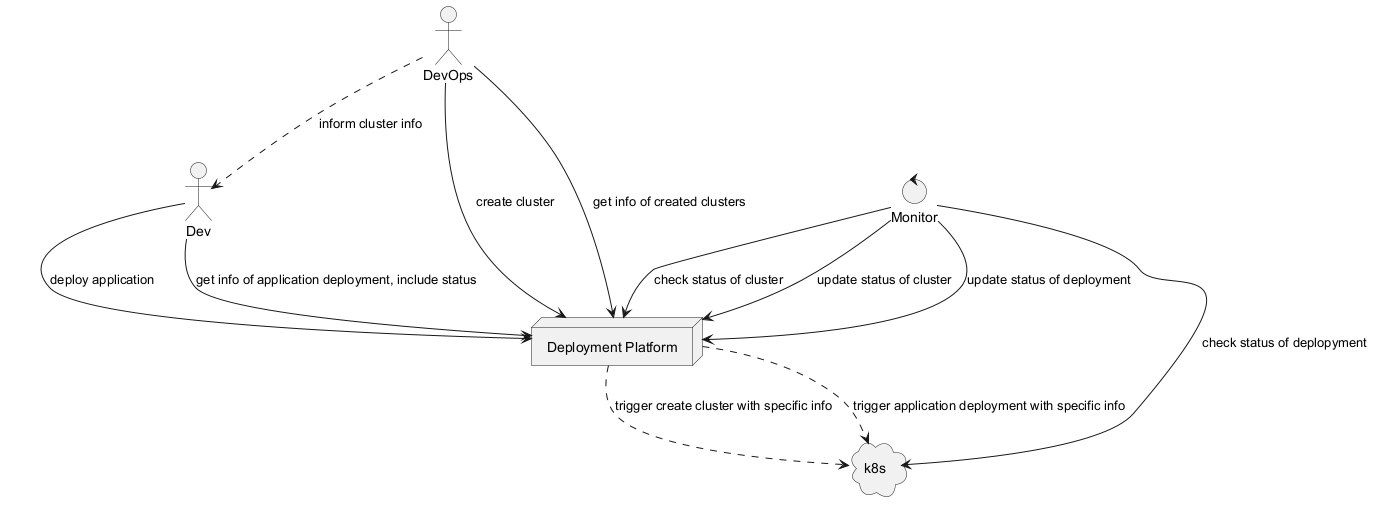 DevOps
inform cluster info
Dev
create cluster
get info of created clusters
Monitor
deploy application
get info of application deployment, include status
check status of cluster
update status of cluster
update status of deployment
Deployment Platform
check status of deplopyment
trigger create cluster with specific info
trigger application deployment with specific info
k8s